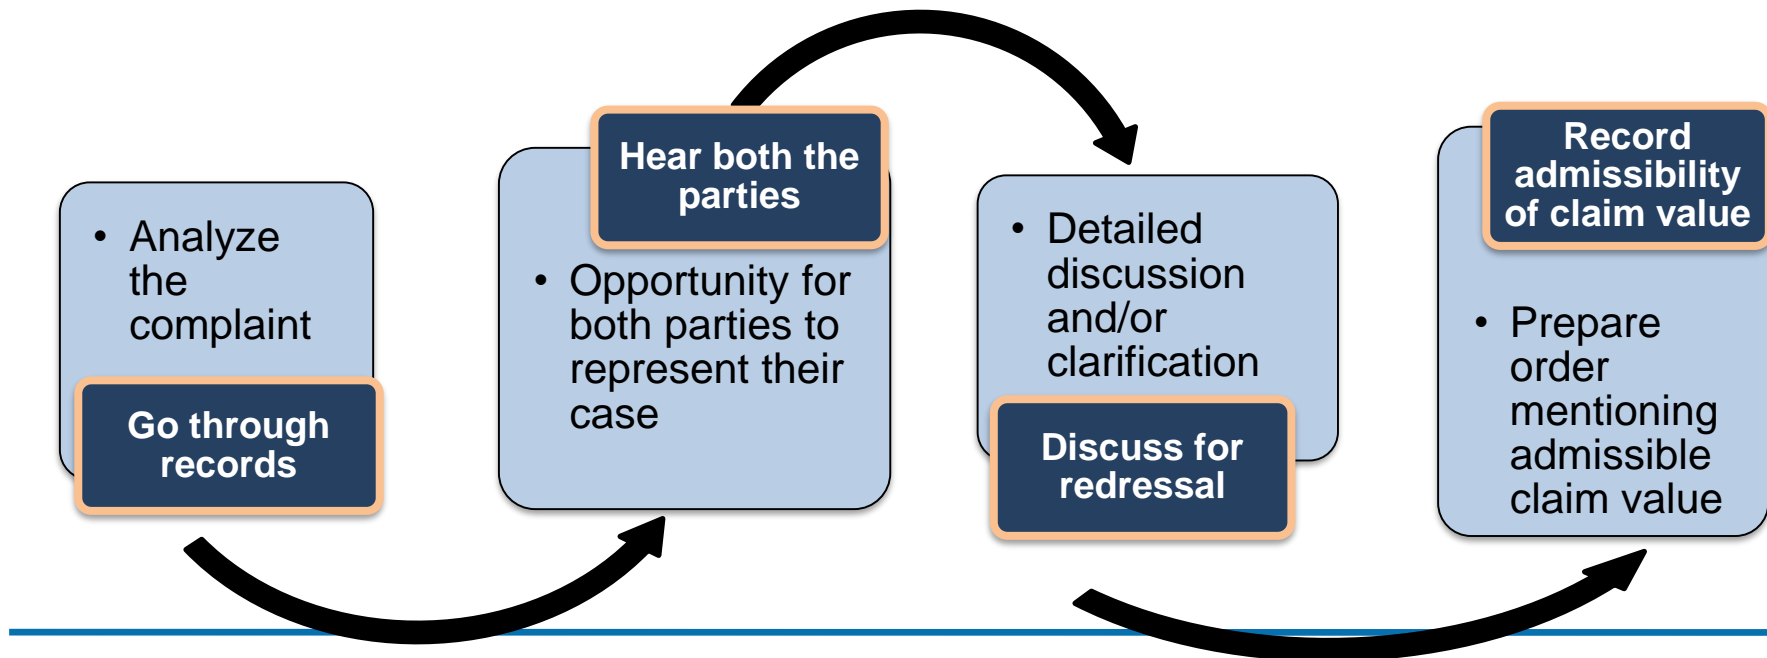 • Analyze
the
complaint
Go through
records
Hear both the
parties
• Opportunity for
both parties to
represent their
case
• Detailed
discussion
and/or
clarification
Discuss for
redressal
Record
admissibility
of claim value
• Prepare
order
mentioning
admissible
claim value